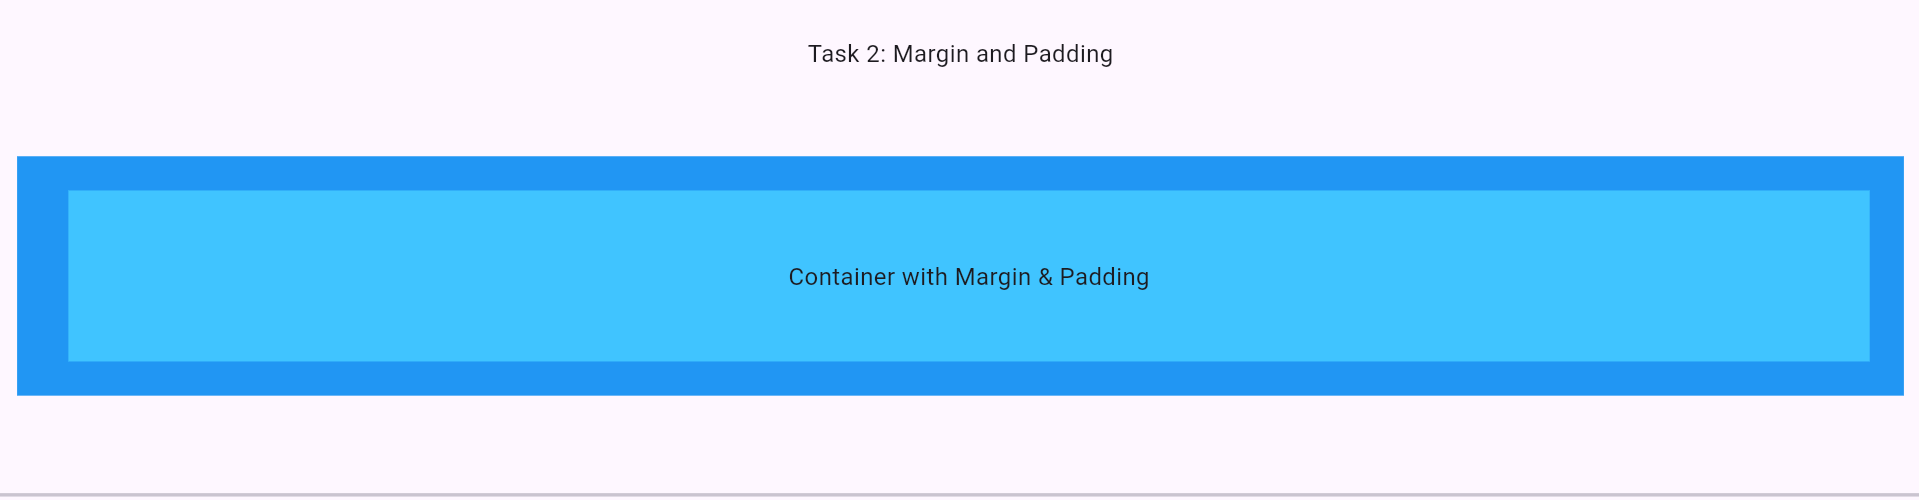 Task 2: Margin and Padding
Container with Margin & Padding